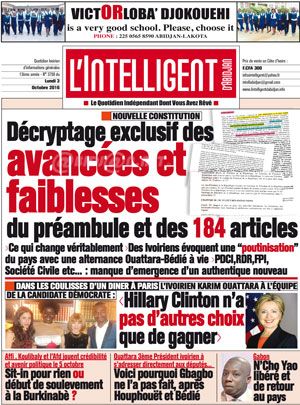 VICTORLOBA' DJOKOUEHI
is a very good school. Please, choose it
PHONE : 225 0565 8590 ABIDJAN-LAKOTA
Quotidien Ivoirien
d'Informations générales
Lundi 3
Octobre 2016
L'INTELLIGENT
D'ABIDJAN
Prix de vente en Côte d'Ivoire :
F.CFA 300
Le Quotidien Indépendant Dont Vous Avez Rêvé
NOUVELLE CONSTITUTION
Décryptage exclusif des
avancées et
faiblesses
du préambule et des 184 articles
Ce qui change véritablement Des Ivoiriens évoquent une "poutinisation"
du pays avec une alternance Ouattara-Bédié à vie PDCI,RDR,FPI,
Société Civile etc... : manque d'emergence d'un authentique nouveau
DANS LES COULISSES D'UN DINER À PARIS
L'IVOIRIEN KARIM OUATTARA À L'ÉQUIPE
DE LA CANDIDATE DÉMOCRATE :
Hillary Clinton n'a
pas d'autres choix
que de gagner
Affi , Koulibaly et l'Afd jouent crédibilité
et avenir politique le 5 octobre
Sit-in pour rien ou
début de soulèvement
à la Burkinabè ?
Ouattara 3ème Président ivoirien à
s'adresser directement aux députés...
Voici pourquoi Gbagbo
ne l'a pas fait, après
Houphouët et Bédié
Gabon
N'Cho Yao
libéré et
de retour
au pays